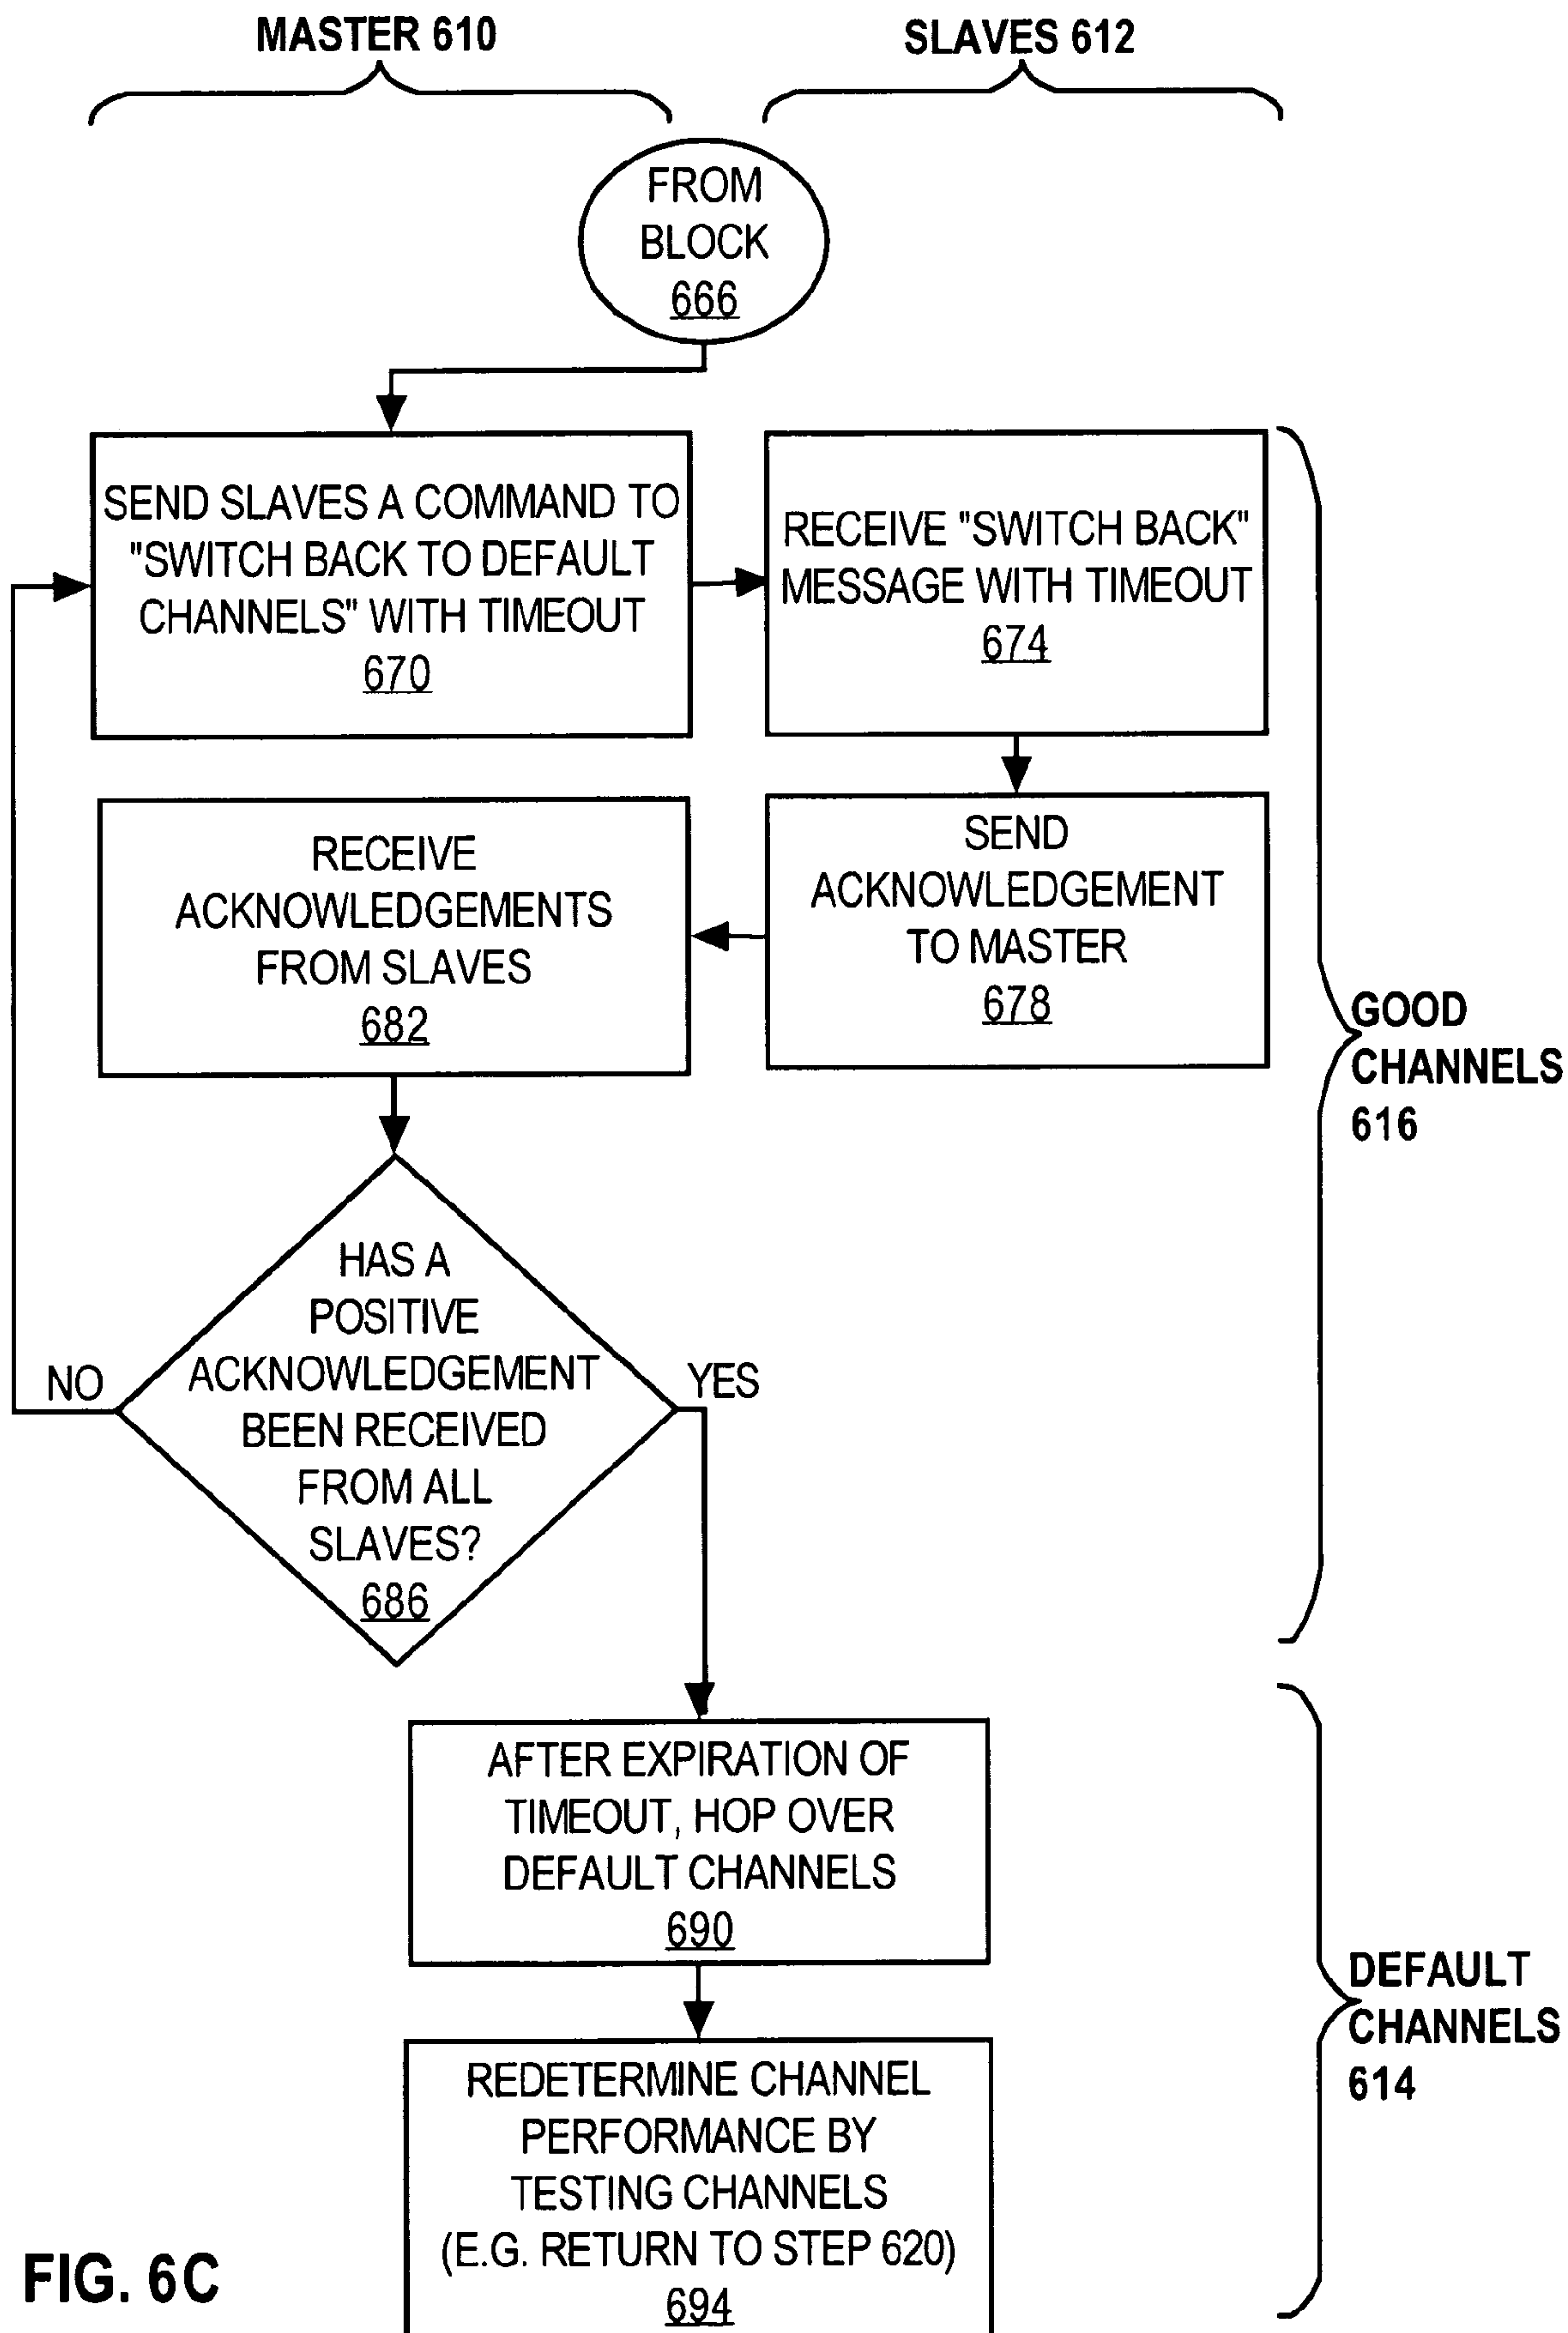 MASTER 610
SLAVES 612
FROM
BLOCK
666
SEND SLAVES A COMMAND TO
"SWITCH BACK TO DEFAULT
CHANNELS" WITH TIMEOUT
670
RECEIVE "SWITCH BACK"
MESSAGE WITH TIMEOUT
674
RECEIVE
ACKNOWLEDGEMENTS
FROM SLAVES
682
SEND
ACKNOWLEDGEMENT
TO MASTER
678
GOOD
CHANNELS
616
HAS A
POSITIVE
ACKNOWLEDGEMENT
BEEN RECEIVED
FROM ALL
SLAVES?
686
NO
YES
AFTER EXPIRATION OF
TIMEOUT, HOP OVER
DEFAULT CHANNELS
690
DEFAULT
CHANNELS
614
REDETERMINE CHANNEL
PERFORMANCE BY
TESTING CHANNELS
(E.G. RETURN TO STEP 620)
694
FIG. 6C